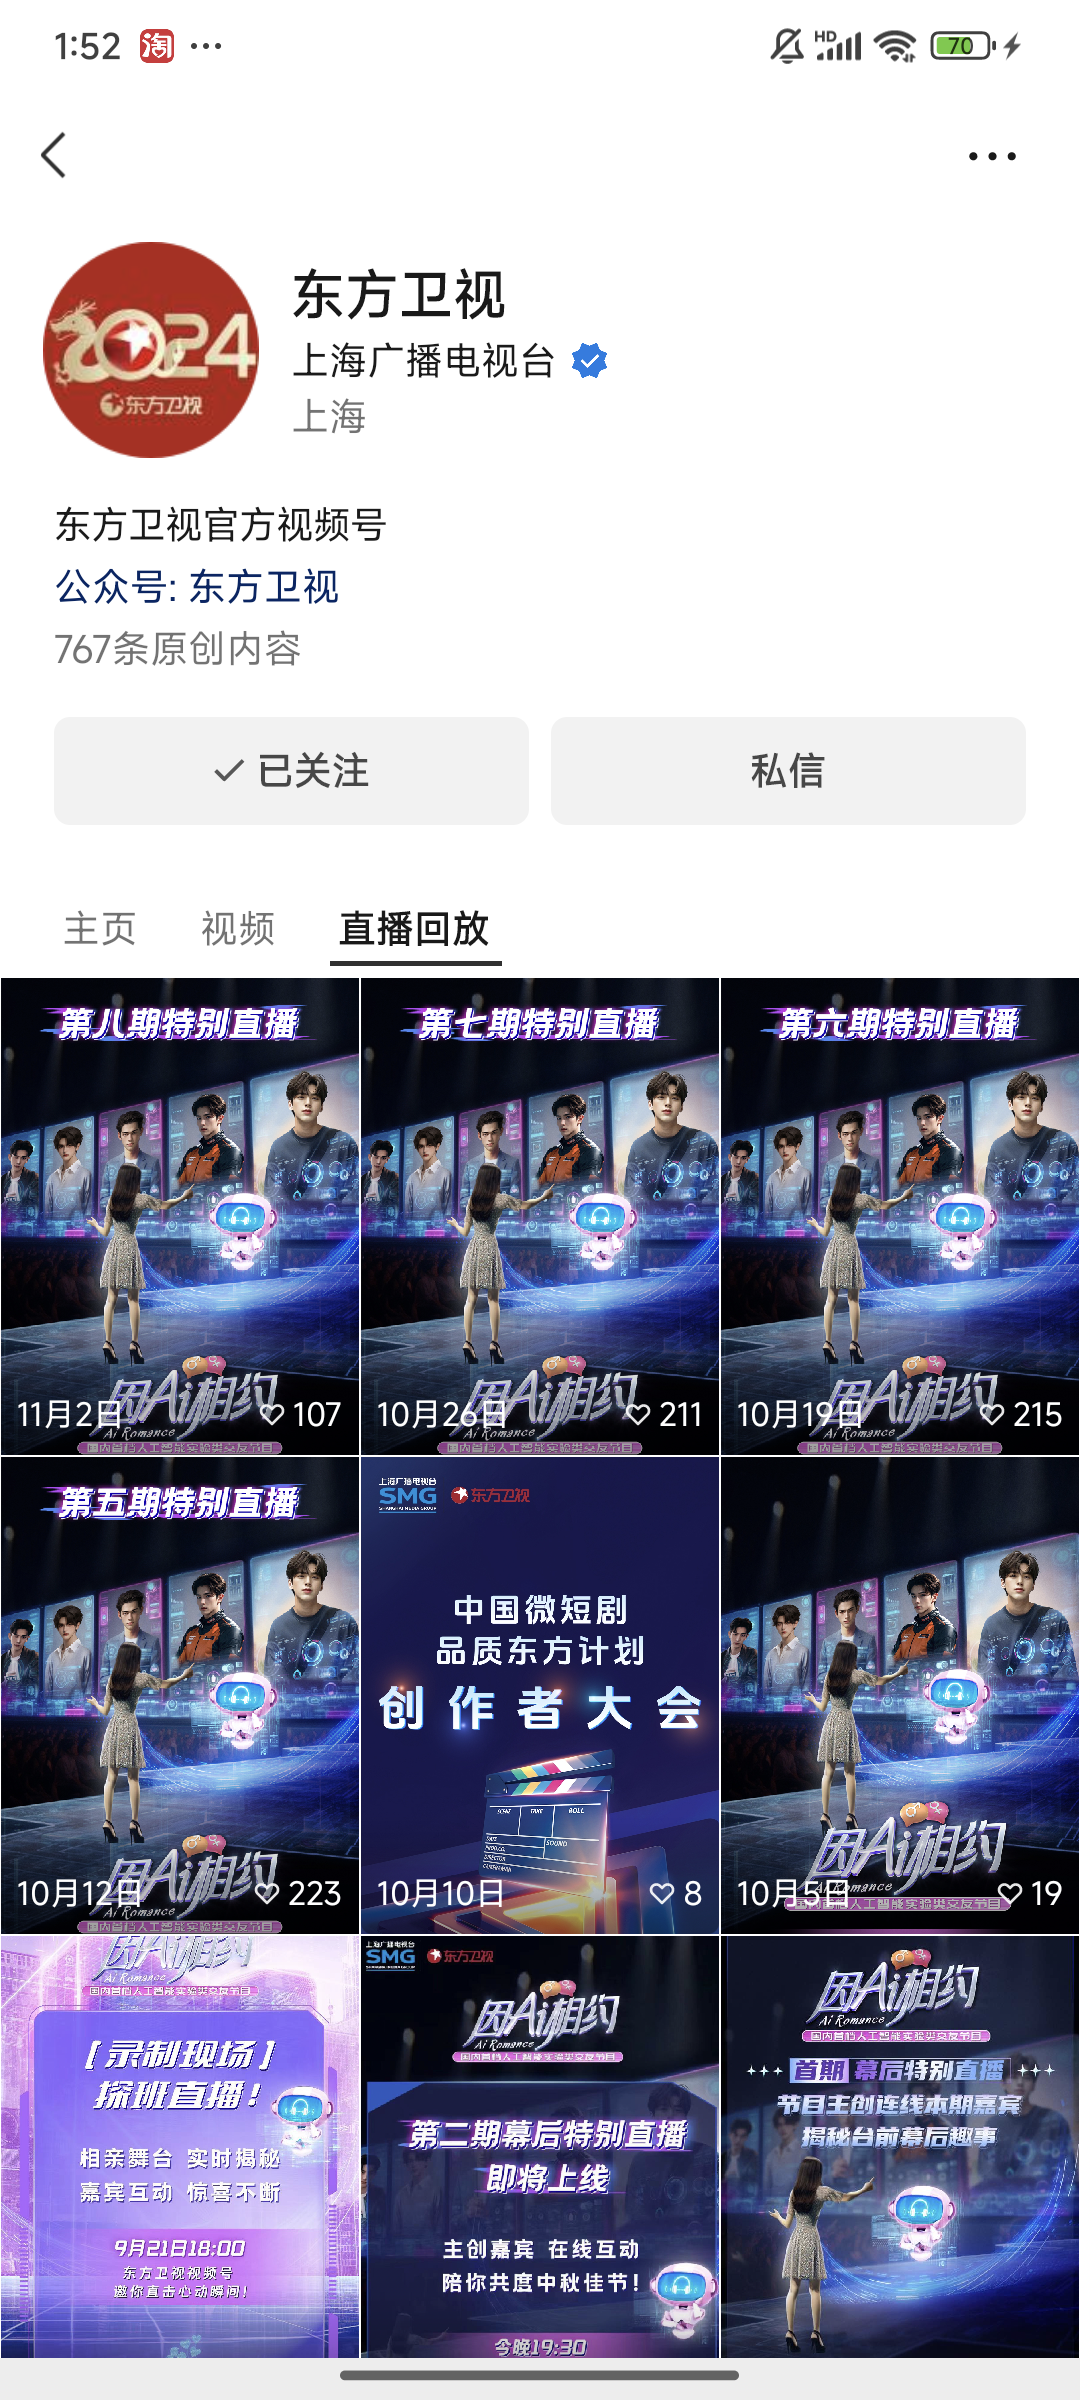 1:52 淘 ...
HD 70
2024
东方卫视
东方卫视
上海广播电视台
上海
东方卫视官方视频号
公众号: 东方卫视
767条原创内容
已关注
私信
主页 视频 直播回放
第八期特别直播
因Ai相约
Ai Romance
国内首档人工智能实验类交友节目
11月2日 107
第七期特别直播
因Ai相约
Ai Romance
国内首档人工智能实验类交友节目
10月26日 211
第六期特别直播
因Ai相约
Ai Romance
国内首档人工智能实验类交友节目
10月19日 215
第五期特别直播
因Ai相约
国内首档人工智能实验类交友节目
10月12日 223
上海广播电视台
SMG 东方卫视
SHANGHAI MEDIA GROUP
中国微短剧
品质东方计划
创作者大会
SCENE TAKE ROLL
DATE SOUND
PROD.CO.
DIRECTOR
CAMERAMAN
10月10日 8
因Ai相约
Ai Romance
国内首档人工智能实验类交友节目
10月5日 19
因Ai相约
Ai Romance
国内首档人工智能实验类交友节目
[录制现场]
探班直播!
相亲舞台 实时揭秘
嘉宾互动 惊喜不断
9月21日18:00
东方卫视视频号
邀你直击心动瞬间!
上海广播电视台
SMG 东方卫视
因Ai相约
Ai Romance
国内首档人工智能实验类交友节目
第二期幕后特别直播
即将上线
主创嘉宾 在线互动
陪你共度中秋佳节!
今晚19:30
因Ai相约
Ai Romance
国内首档人工智能实验类交友节目
首期 幕后特别直播
节目主创连线本期嘉宾
揭秘台前幕后趣事